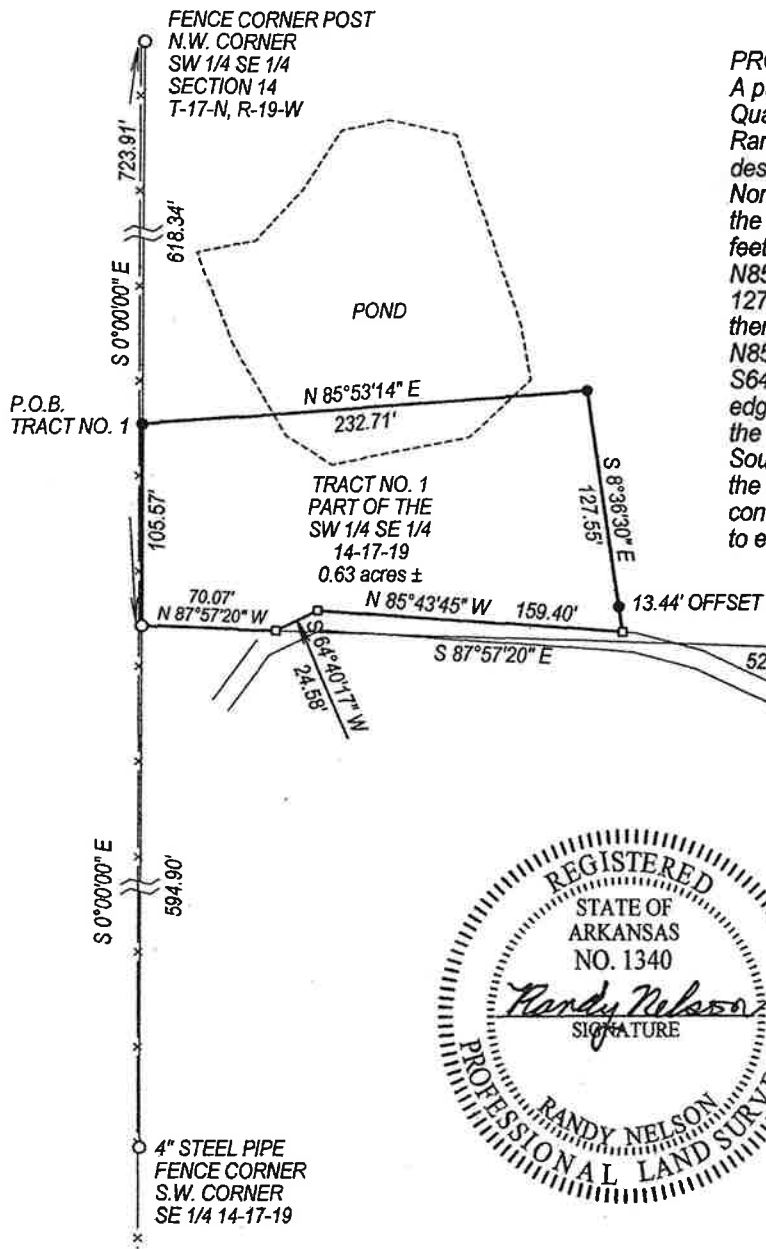 FENCE CORNER POST
N.W. CORNER
SW 1/4 SE 1/4
SECTION 14
T-17-N, R-19-W
723.91'
618.34'
S 0°00'00" E
POND
P.O.B.
TRACT NO. 1
N 85°53'14" E
232.71'
S 8°36'30" E
127.55'
105.57'
TRACT NO. 1
PART OF THE
SW 1/4 SE 1/4
14-17-19
0.63 acres ±
13.44' OFFSET
70.07'
N 87°57'20" W
N 85°43'45" W 159.40'
S 64°40'17" W
24.58'
S 87°57'20" E
52
S 0°00'00" E
594.90'
4" STEEL PIPE
FENCE CORNER
S.W. CORNER
SE 1/4 14-17-19
PRO
A p
Qua
Ran
des
Nor
the
feet
N85
127
ther
N85
S64
edg
the
Sou
the
con
to e
REGISTERED
STATE OF
ARKANSAS
NO. 1340
Randy Nelson
SIGNATURE
RANDY NELSON
PROFESSIONAL LAND SURVE